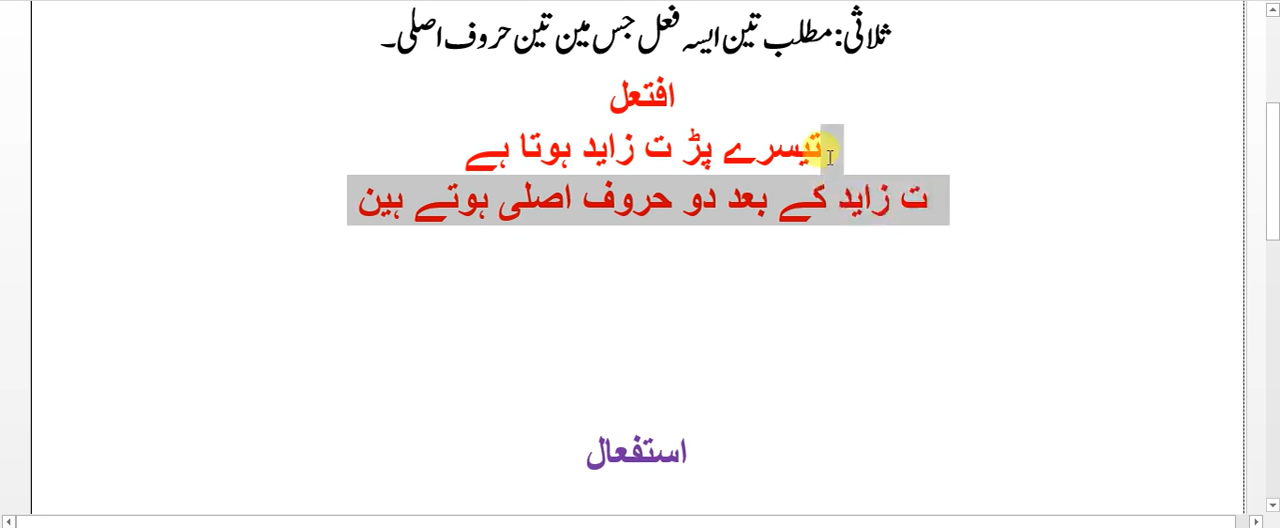 ثلاثی: مطلب تین ایسہ فعل جس مین تین حروف اصلی۔
افتعل
تیسرے پڑ ت زاید ہوتا ہے
ت زاید کے بعد دو حروف اصلی ہوتے ہین
استفعال